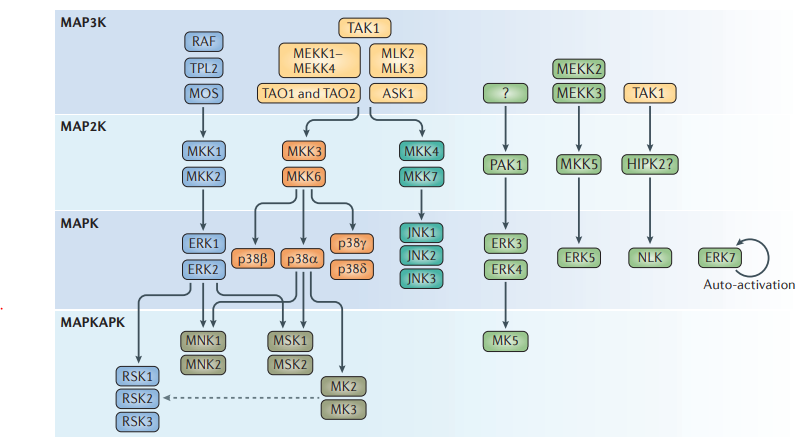 MAP3K
RAF
TPL2
MOS
TAK1
MEKK1–
MEKK4
MLK2
MLK3
TAO1 and TAO2
ASK1
?
MEKK2
MEKK3
TAK1
MAP2K
MKK1
MKK2
MKK3
MKK6
MKK4
MKK7
PAK1
MKK5
HIPK2?
MAPK
ERK1
ERK2
p38β
p38α
p38γ
p38δ
JNK1
JNK2
JNK3
ERK3
ERK4
ERK5
NLK
ERK7
Auto-activation
MAPKAPK
MNK1
MNK2
MSK1
MSK2
MK5
RSK1
RSK2
RSK3
MK2
MK3